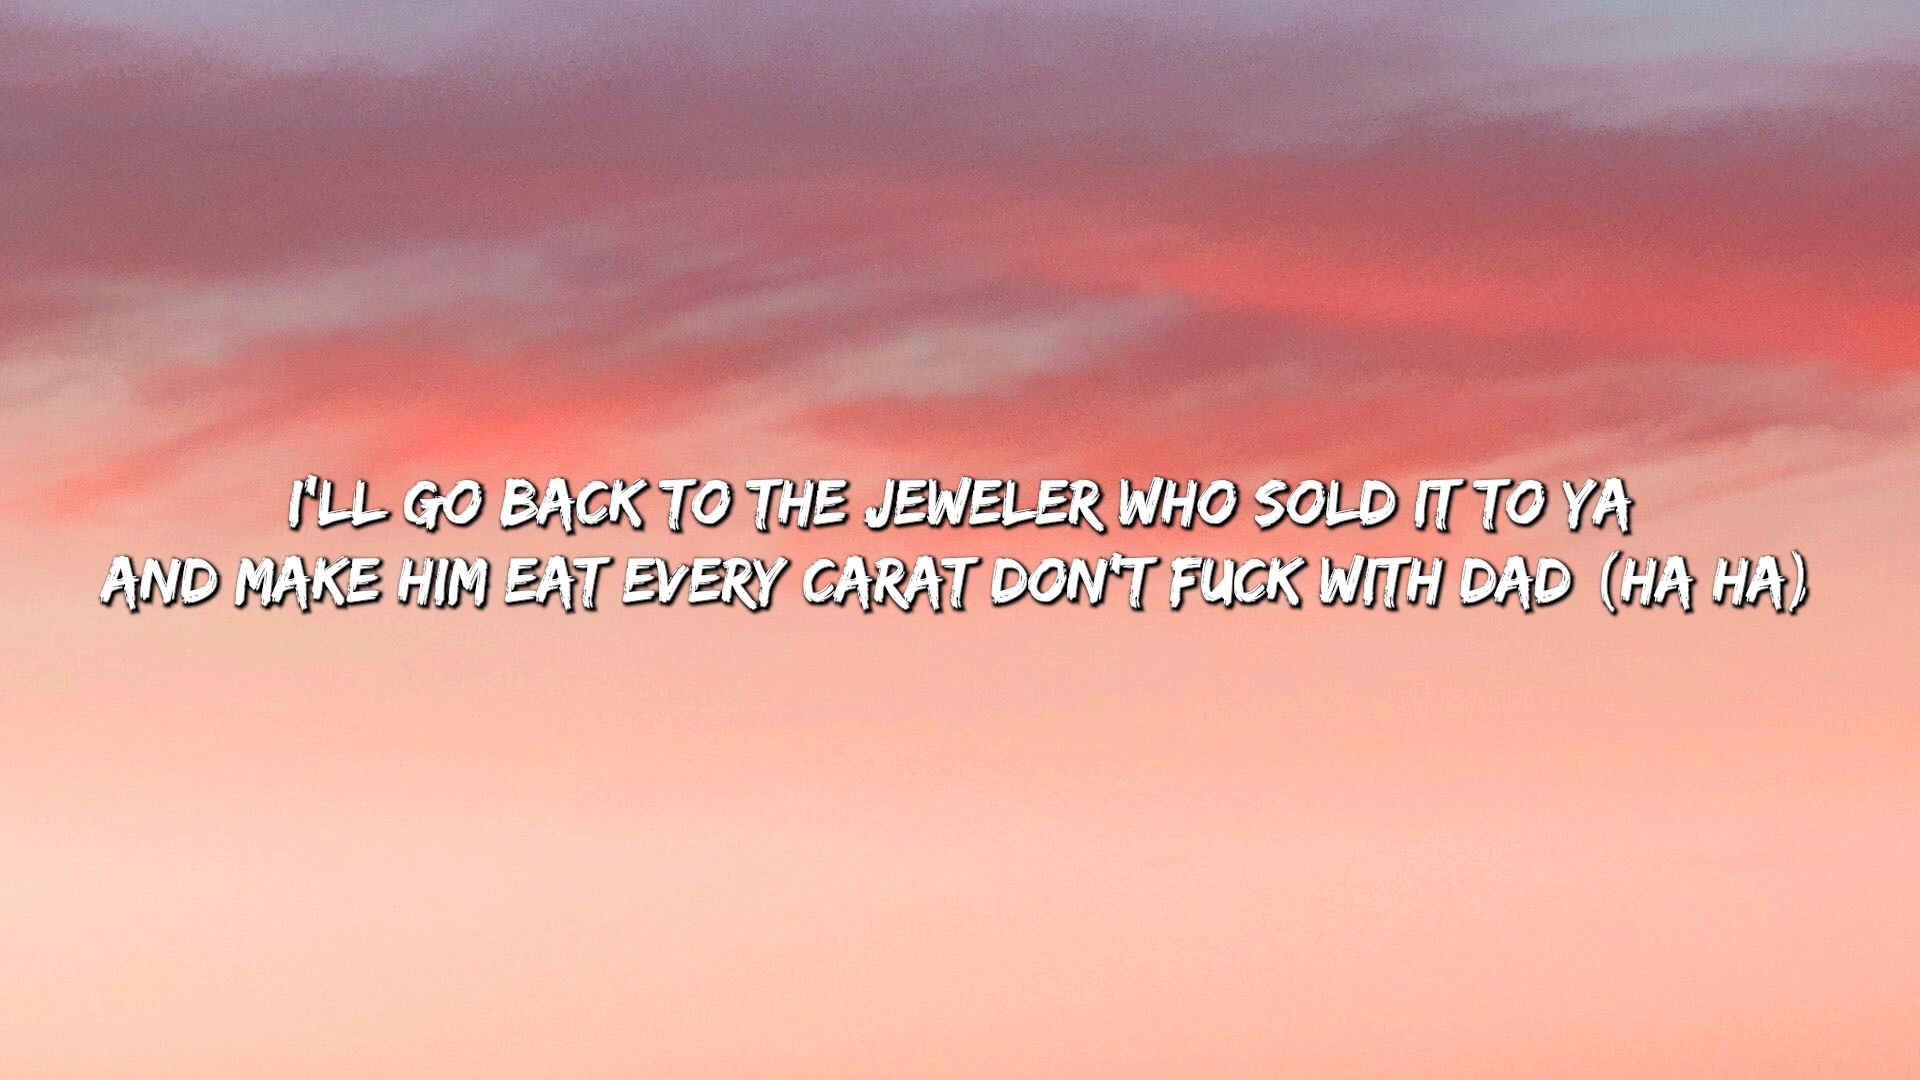 I'LL GO BACK TO THE JEWELER WHO SOLD IT TO YA
AND MAKE HIM EAT EVERY CARAT DON'T FUCK WITH DAD (HA HA)